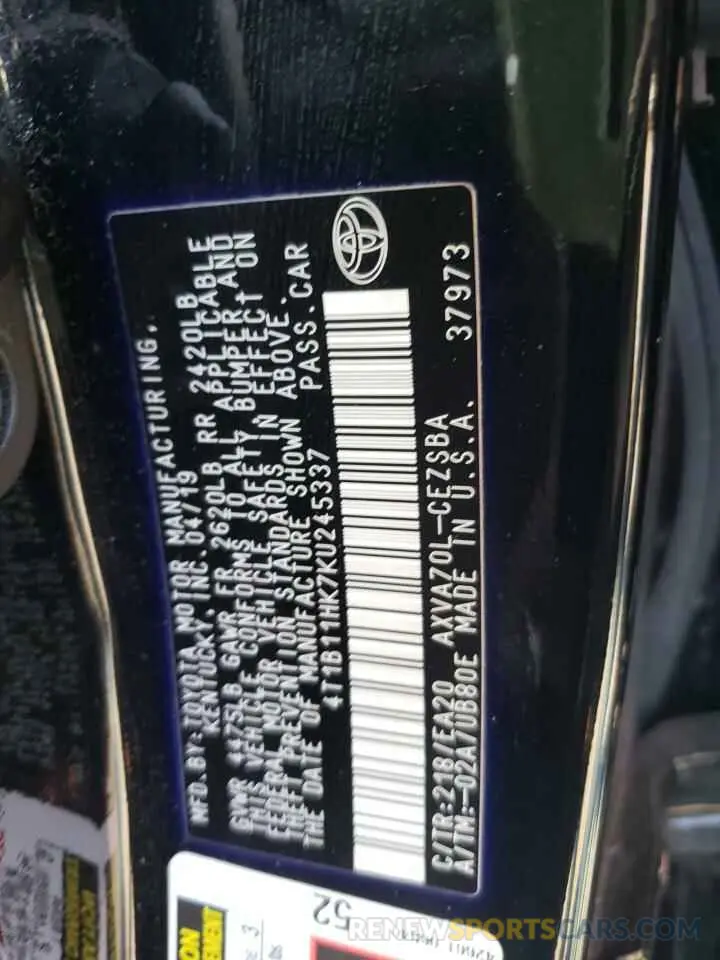 MFD.BY:TOYOTA MOTOR MANUFACTURING,
KENTUCKY, INC. 04/19
GVWR 4475LB GAWR FR 2620LB RR 2420LB
THIS VEHICLE CONFORMS TO ALL APPLICABLE
FEDERAL MOTOR VEHICLE SAFETY, BUMPER AND
THEFT PREVENTION STANDARDS IN EFFECT ON
THE DATE OF MANUFACTURE SHOWN ABOVE.
4T1B11HK7KU245337 PASS.CAR
C/TR:218/EA20 AXVA70L-CEZSBA
A/TM:-02A/UB80E MADE IN U.S.A. 37973
52
RENEWSPORTSCARS.COM